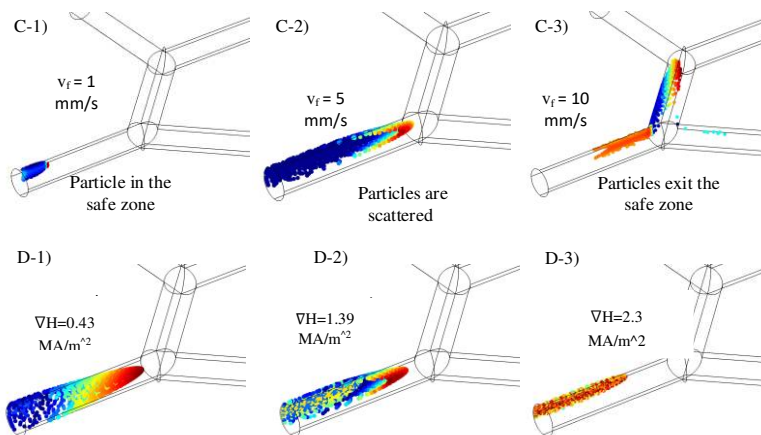 C-1)
v_f = 1
mm/s
Particle in the
safe zone
C-2)
v_f = 5
mm/s
Particles are
scattered
C-3)
v_f = 10
mm/s
Particles exit the
safe zone
D-1)
∇H=0.43
MA/m^2
D-2)
∇H=1.39
MA/m^2
D-3)
∇H=2.3
MA/m^2